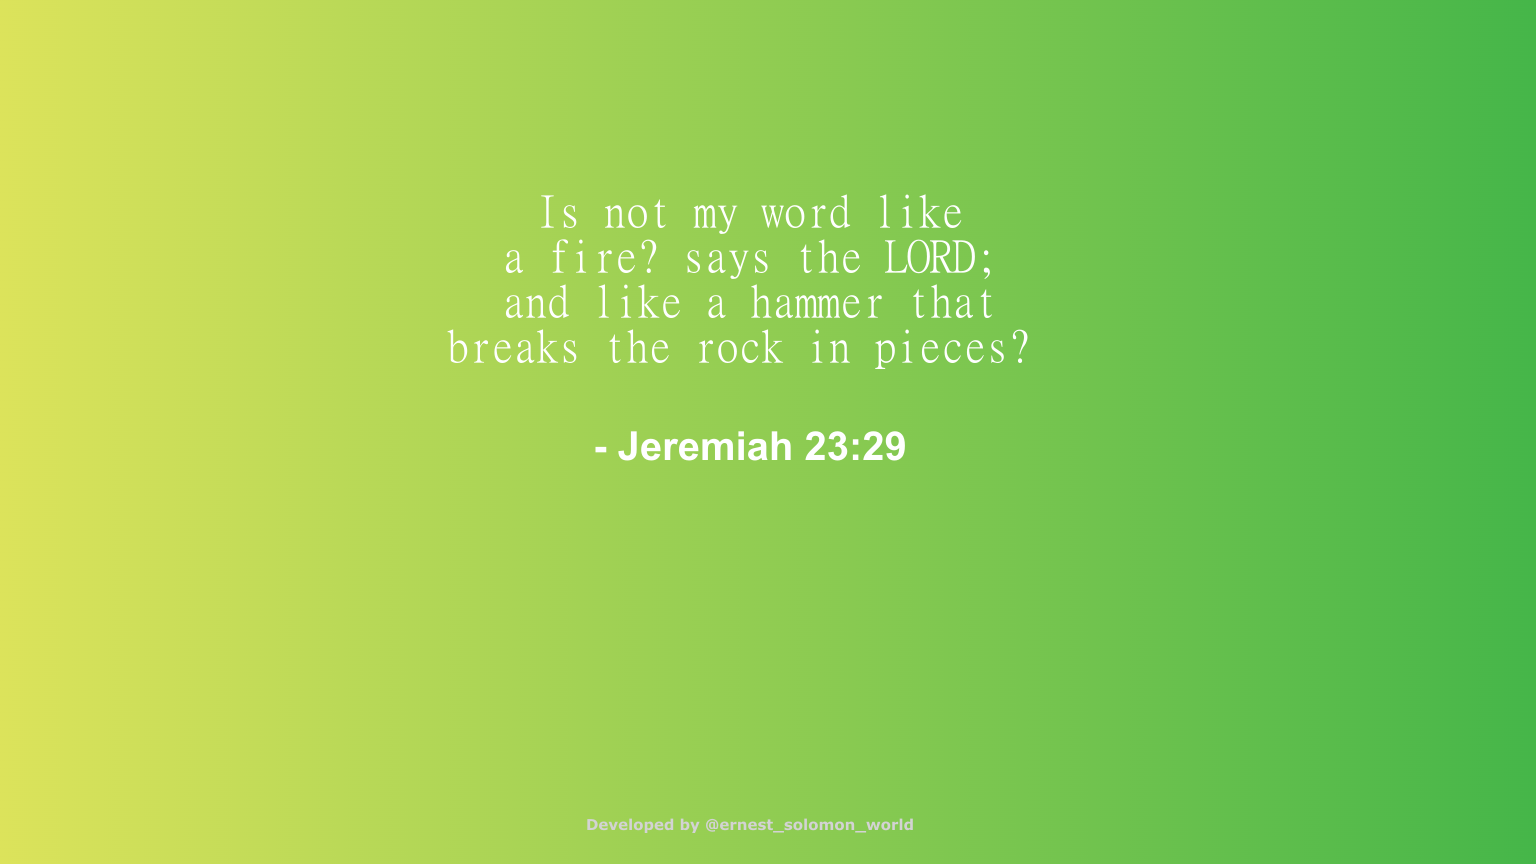 Is not my word like
a fire? says the LORD;
and like a hammer that
breaks the rock in pieces?
- Jeremiah 23:29
Developed by @ernest_solomon_world